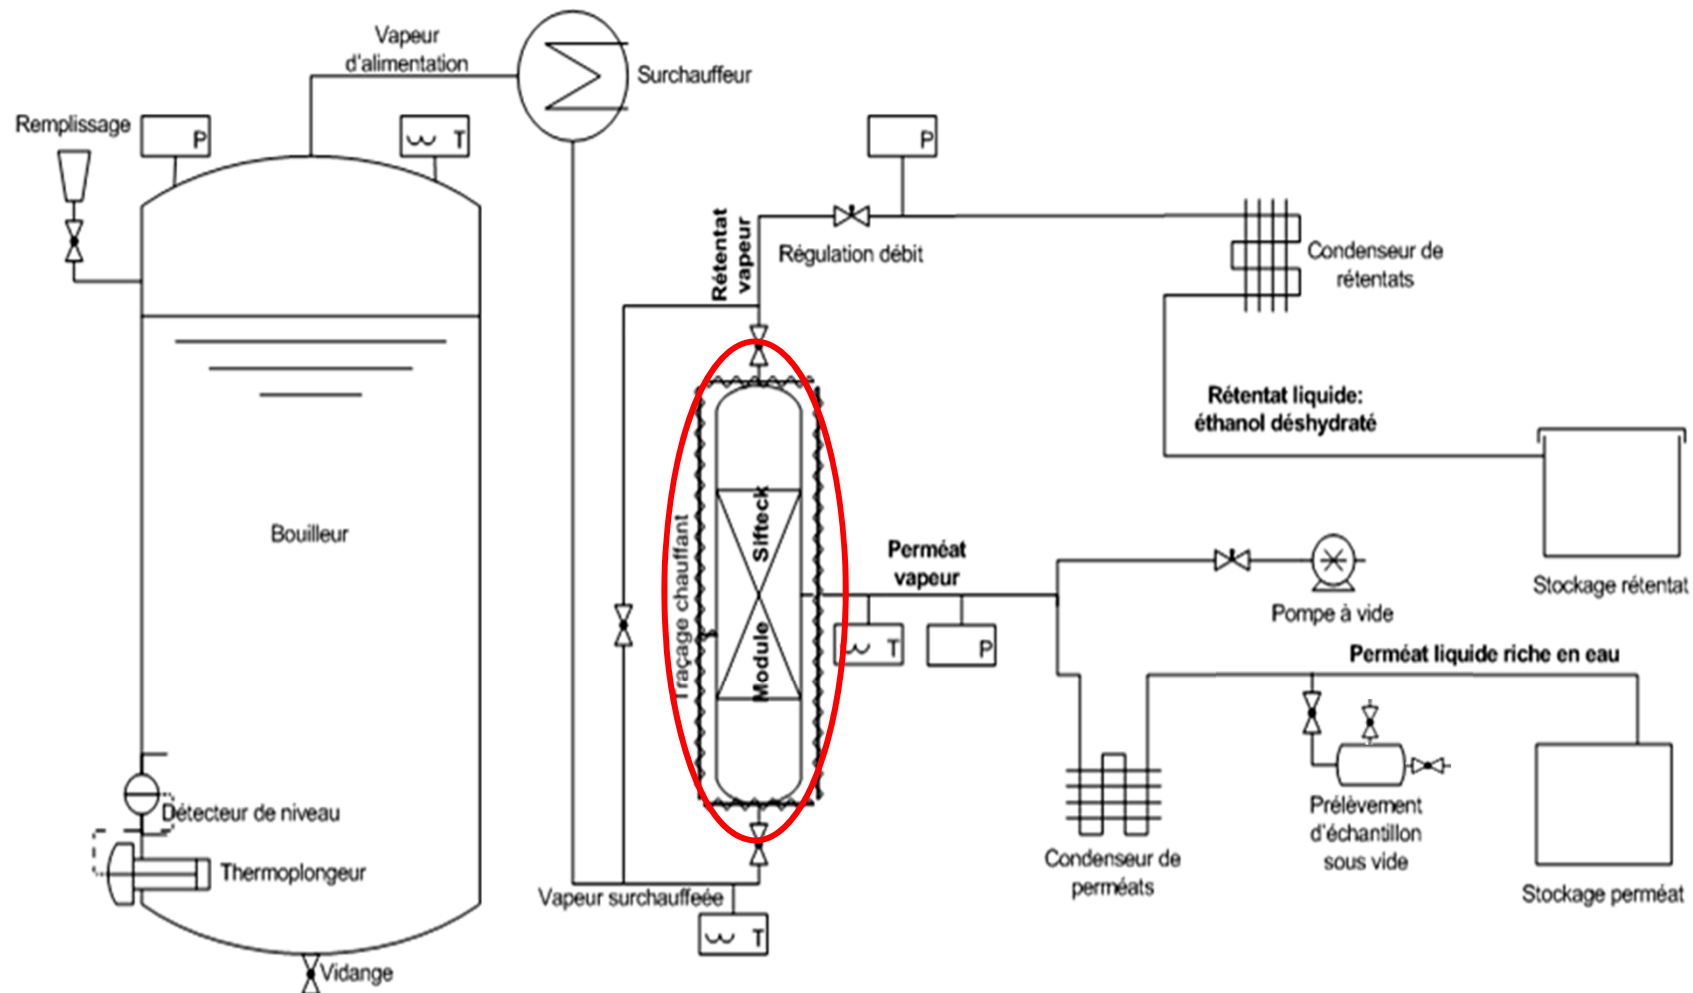 Vapeur
d'alimentation
Surchauffeur
Remplissage
P
T
P
Rétentat
vapeur
Régulation débit
Condenseur de
rétentats
Rétentat liquide:
éthanol déshydraté
Bouilleur
Traçage chauffant
Module Sifteck
Perméat
vapeur
T
P
Pompe à vide
Stockage rétentat
Perméat liquide riche en eau
Détecteur de niveau
Thermoplongeur
Vapeur surchauffeée
T
Condenseur de
perméats
Prélèvement
d'échantillon
sous vide
Stockage perméat
Vidange